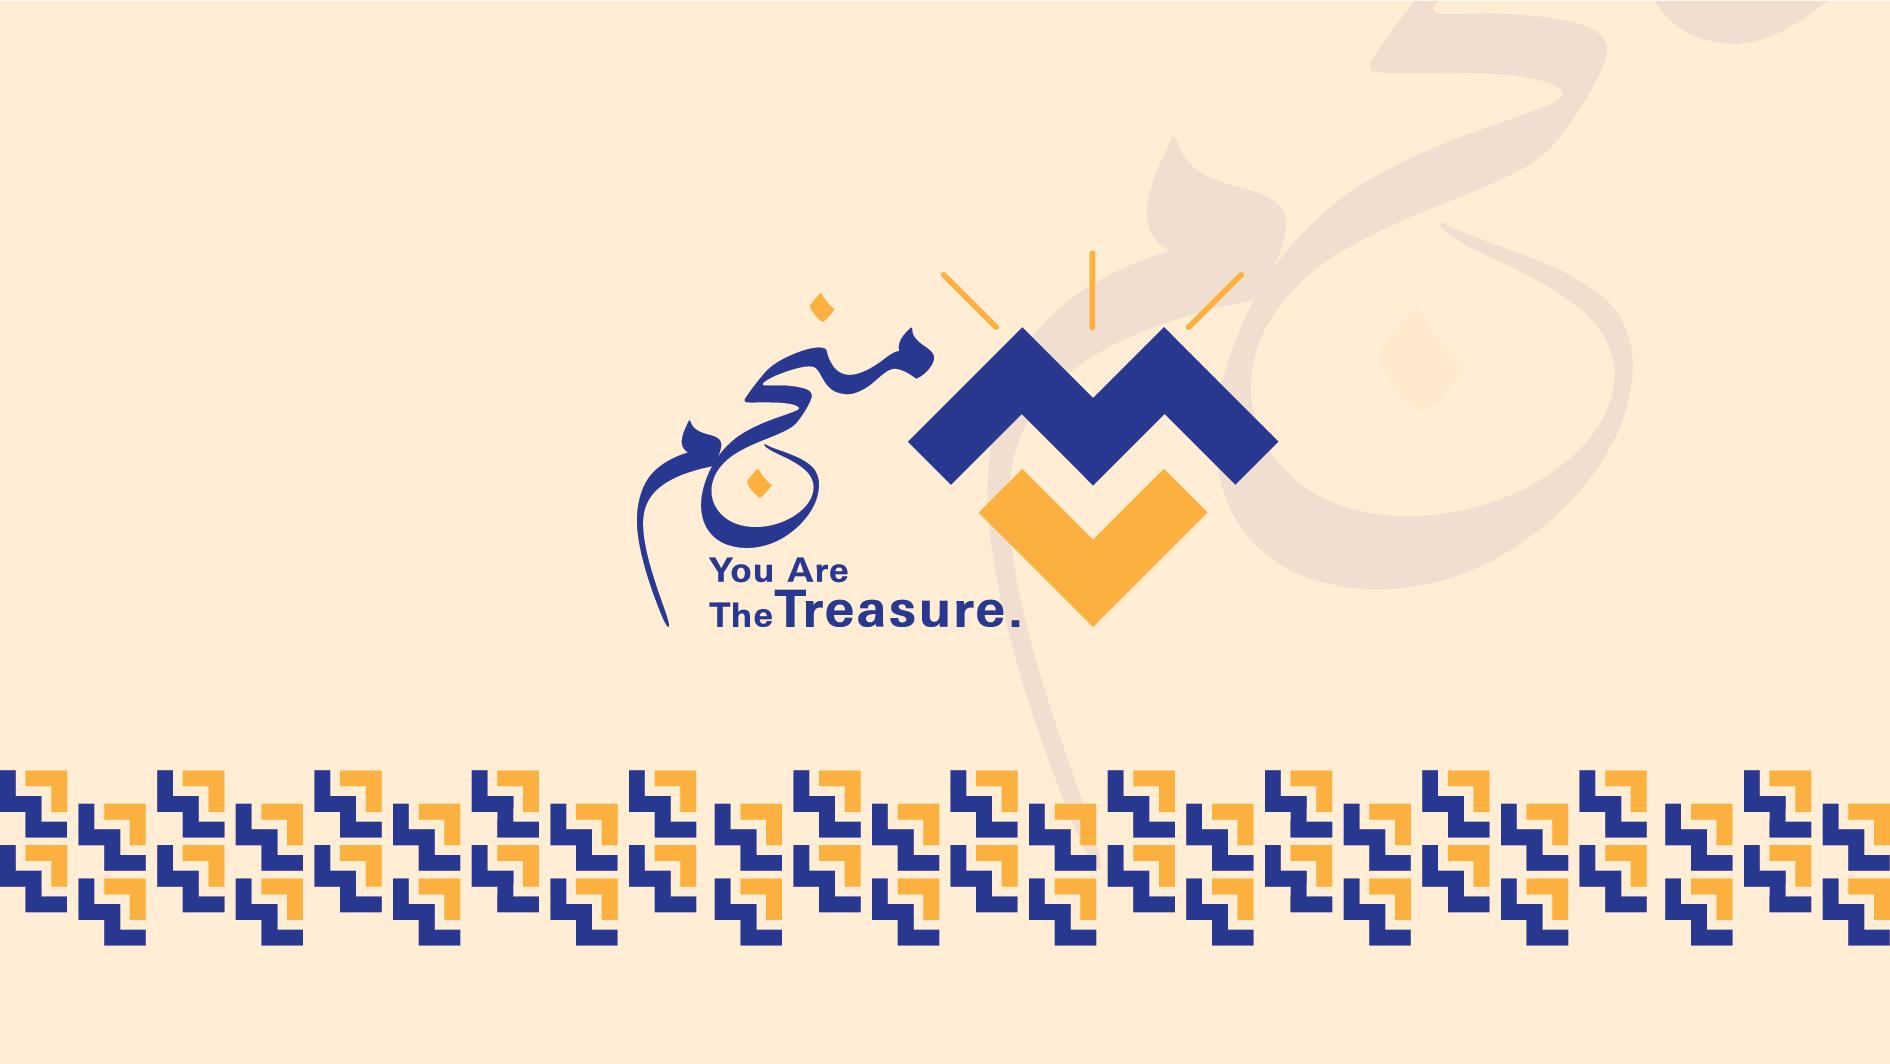 منجم
You Are
The Treasure.